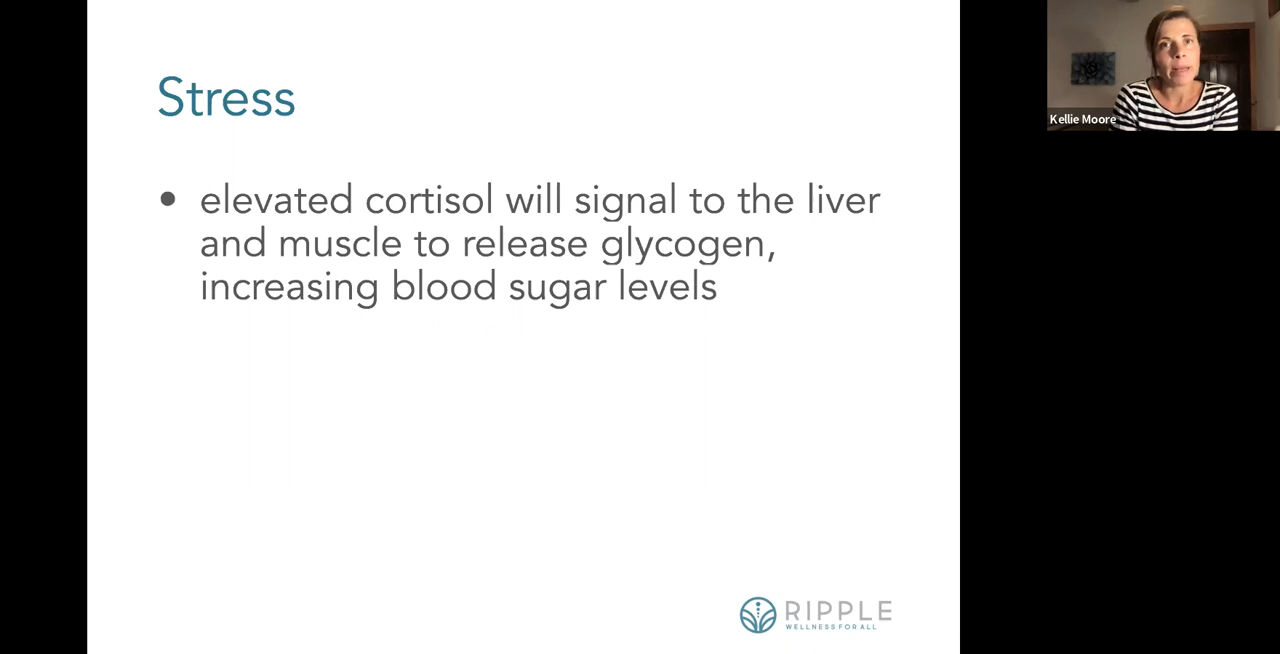 Stress
• elevated cortisol will signal to the liver
and muscle to release glycogen,
increasing blood sugar levels
Kellie Moore
RIPPLE
WELLNESS FOR ALL